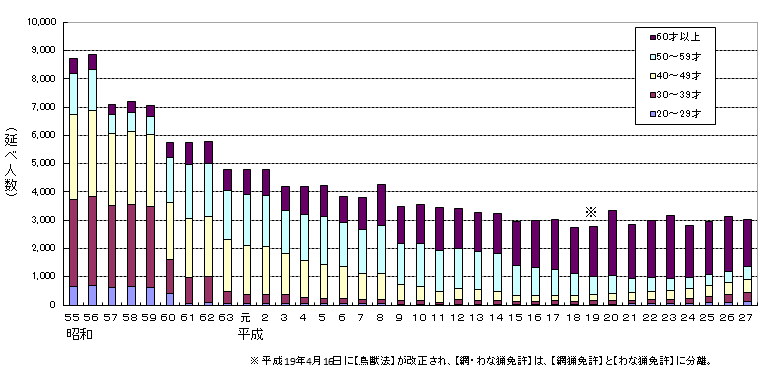 10,000
9,000
8,000
7,000
6,000
5,000
4,000
3,000
2,000
1,000
0
(延べ人数)
60才以上
50～59才
40～49才
30～39才
20～29才
※
55 56 57 58 59 60 61 62 63 元 2 3 4 5 6 7 8 9 10 11 12 13 14 15 16 17 18 19 20 21 22 23 24 25 26 27
昭和 平成
※ 平成19年4月16日に【鳥獣法】が改正され、【網・わな猟免許】は、【網猟免許】と【わな猟免許】に分離。